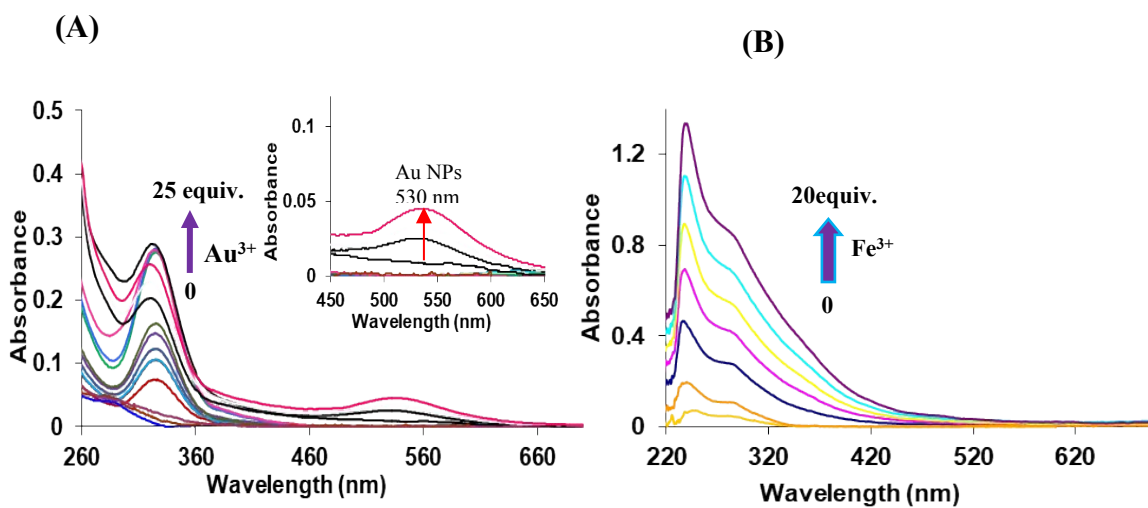 (A)
(B)
0.5
0.4
0.3
0.2
0.1
0
Absorbance
260
360
460
560
660
Wavelength (nm)
25 equiv.
Au³⁺
0
0.1
0.05
0
Absorbance
Au NPs
530 nm
450
500
550
600
650
Wavelength (nm)
1.2
0.8
0.4
0
Absorbance
220
320
420
520
620
Wavelength (nm)
20equiv.
Fe³⁺
0